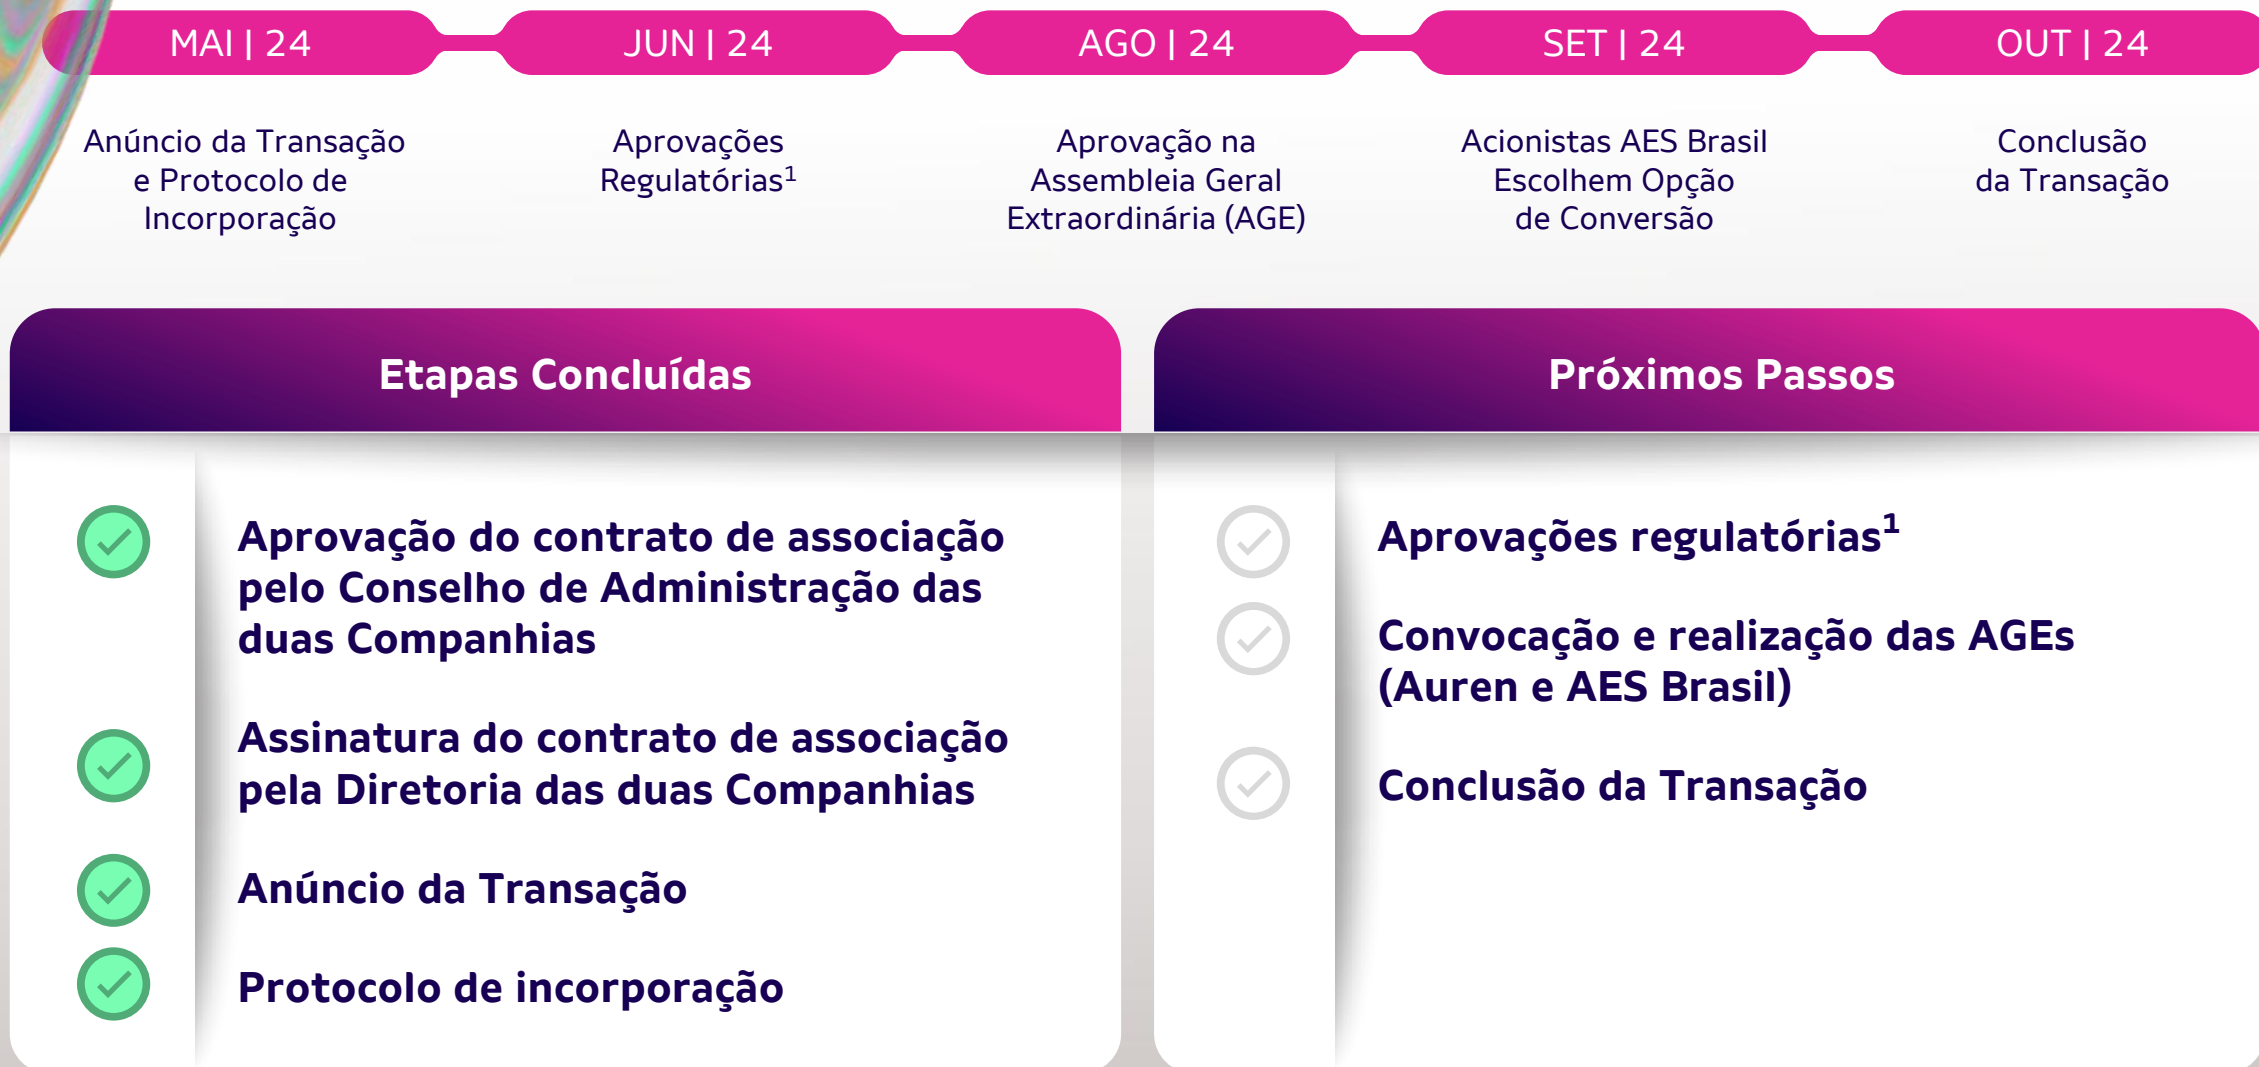 MAI | 24
JUN | 24
AGO | 24
SET | 24
OUT | 24
Anúncio da Transação
e Protocolo de
Incorporação
Aprovações
Regulatórias¹
Aprovação na
Assembleia Geral
Extraordinária (AGE)
Acionistas AES Brasil
Escolhem Opção
de Conversão
Conclusão
da Transação
Etapas Concluídas
Aprovação do contrato de associação
pelo Conselho de Administração das
duas Companhias
Assinatura do contrato de associação
pela Diretoria das duas Companhias
Anúncio da Transação
Protocolo de incorporação
Próximos Passos
Aprovações regulatórias¹
Convocação e realização das AGEs
(Auren e AES Brasil)
Conclusão da Transação